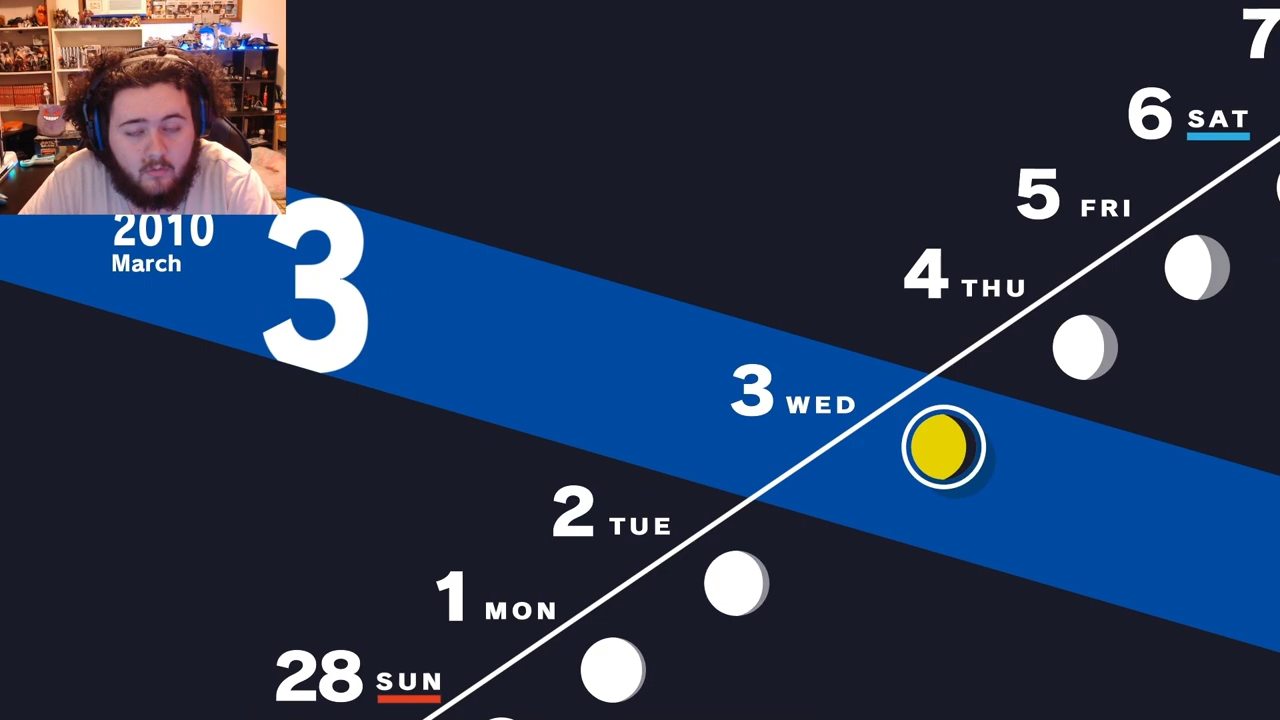 7
6 SAT
5 FRI
4 THU
2010
March
3
3 WED
2 TUE
1 MON
28 SUN